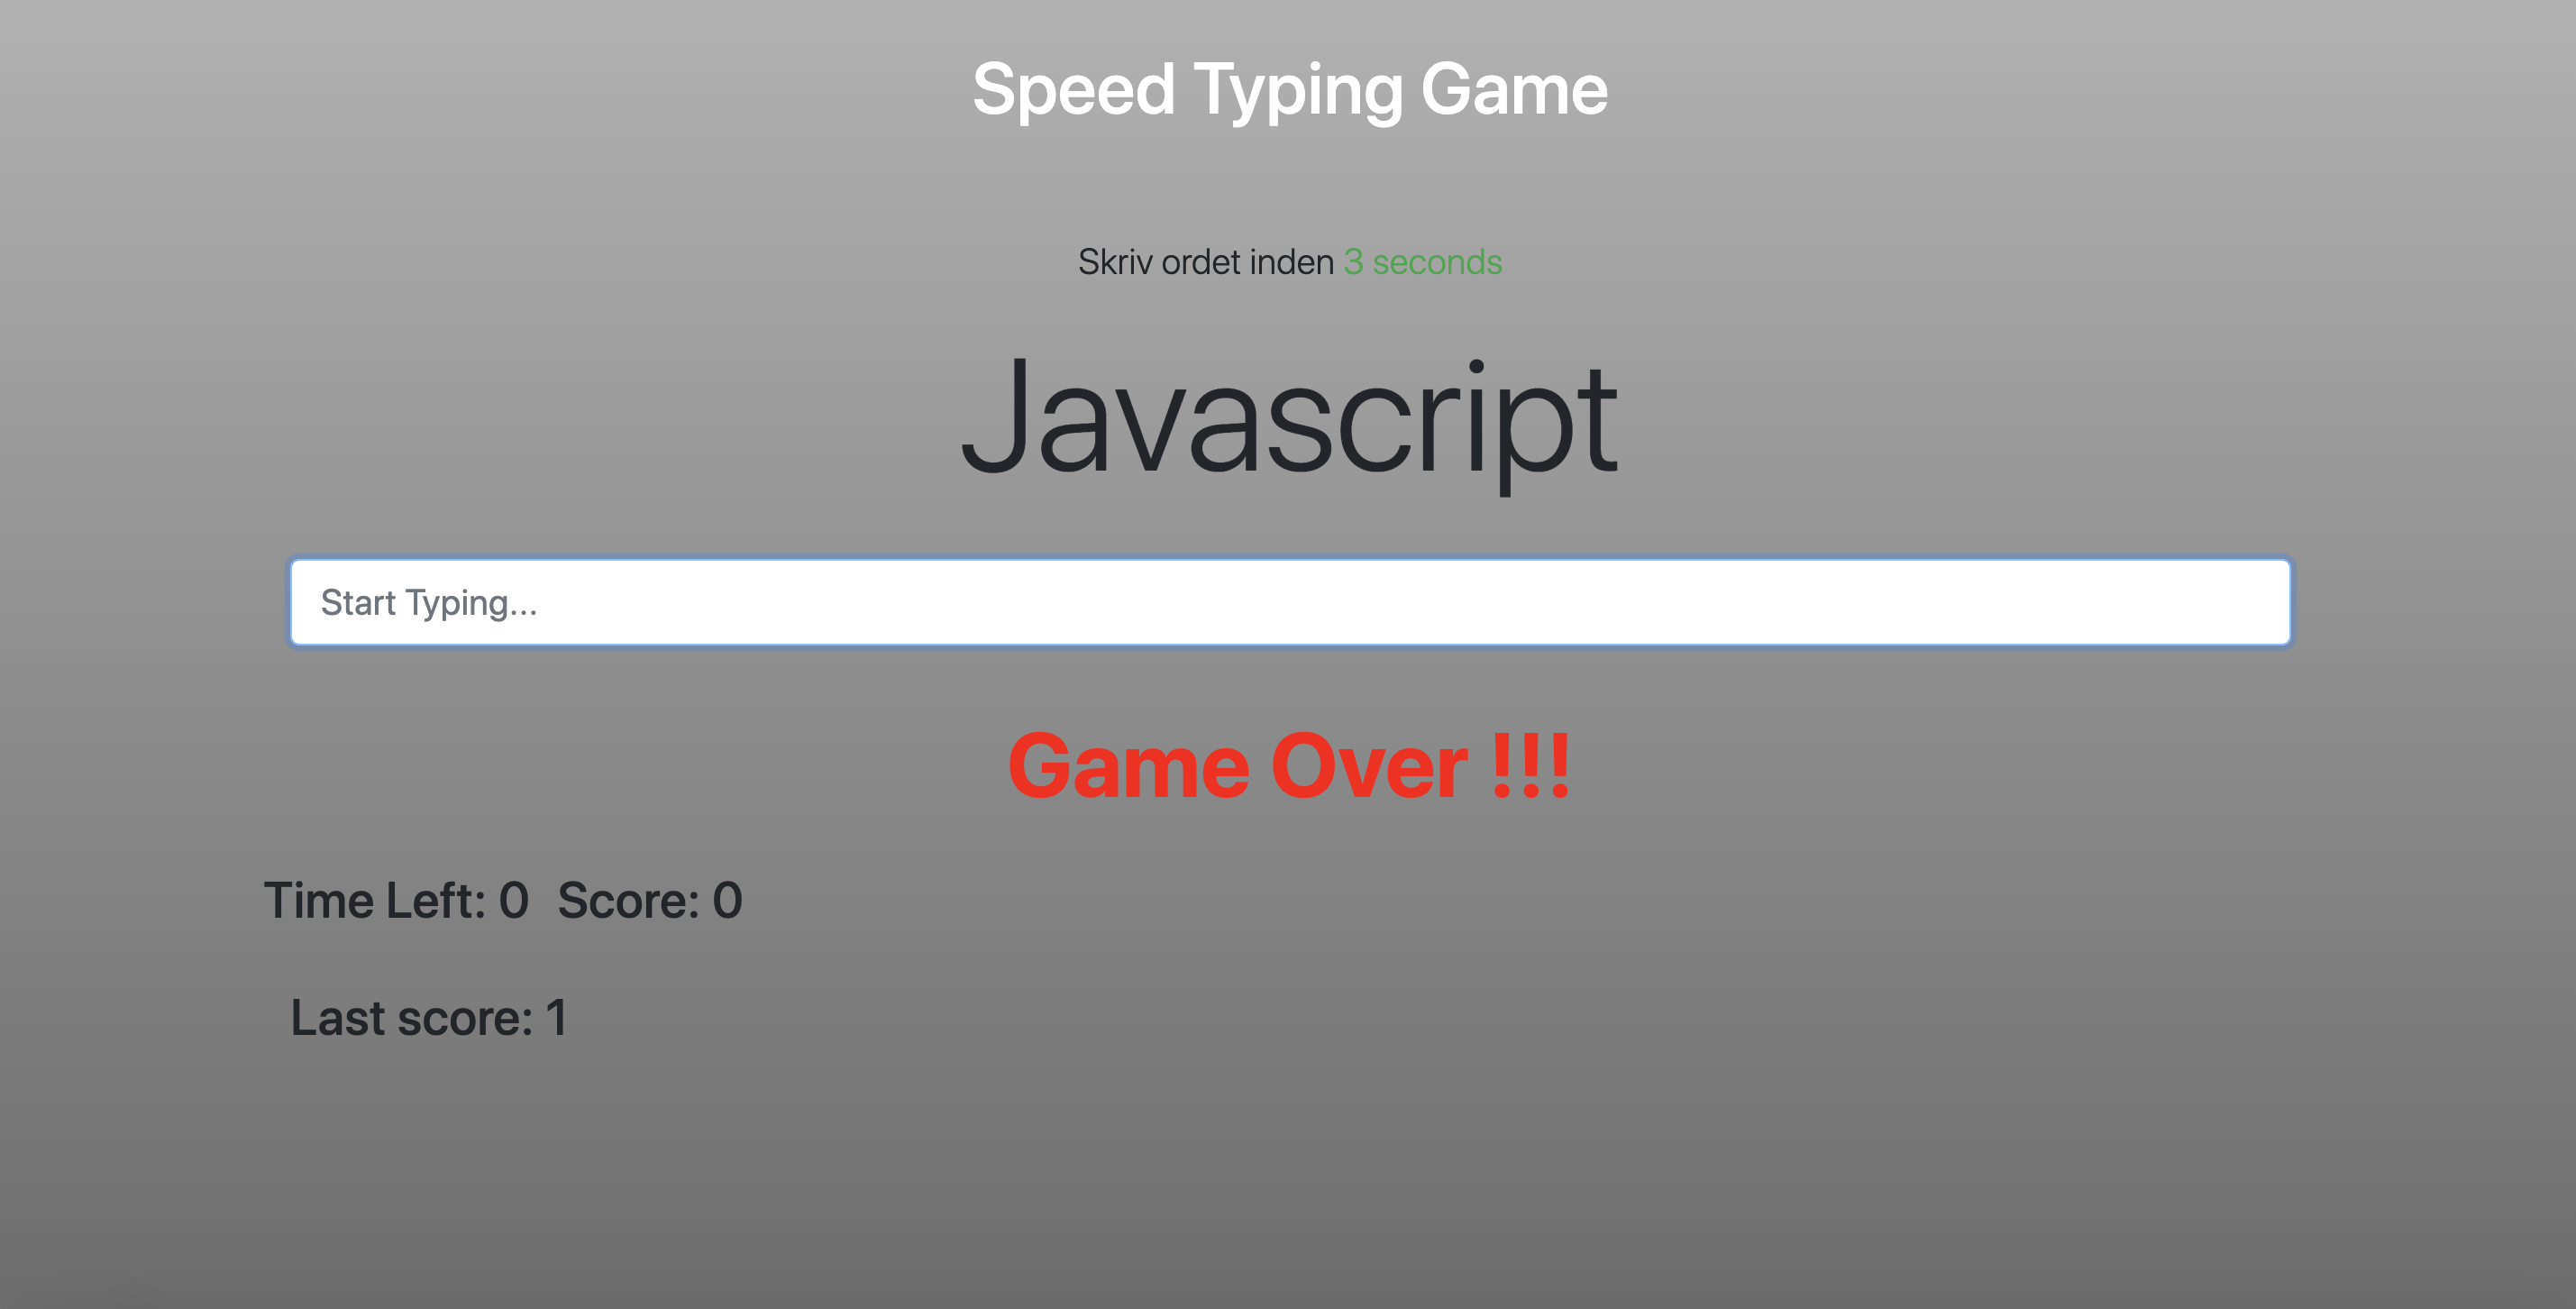 Speed Typing Game
Skriv ordet inden 3 seconds
Javascript
Start Typing...
Game Over !!!
Time Left: 0 Score: 0
Last score: 1